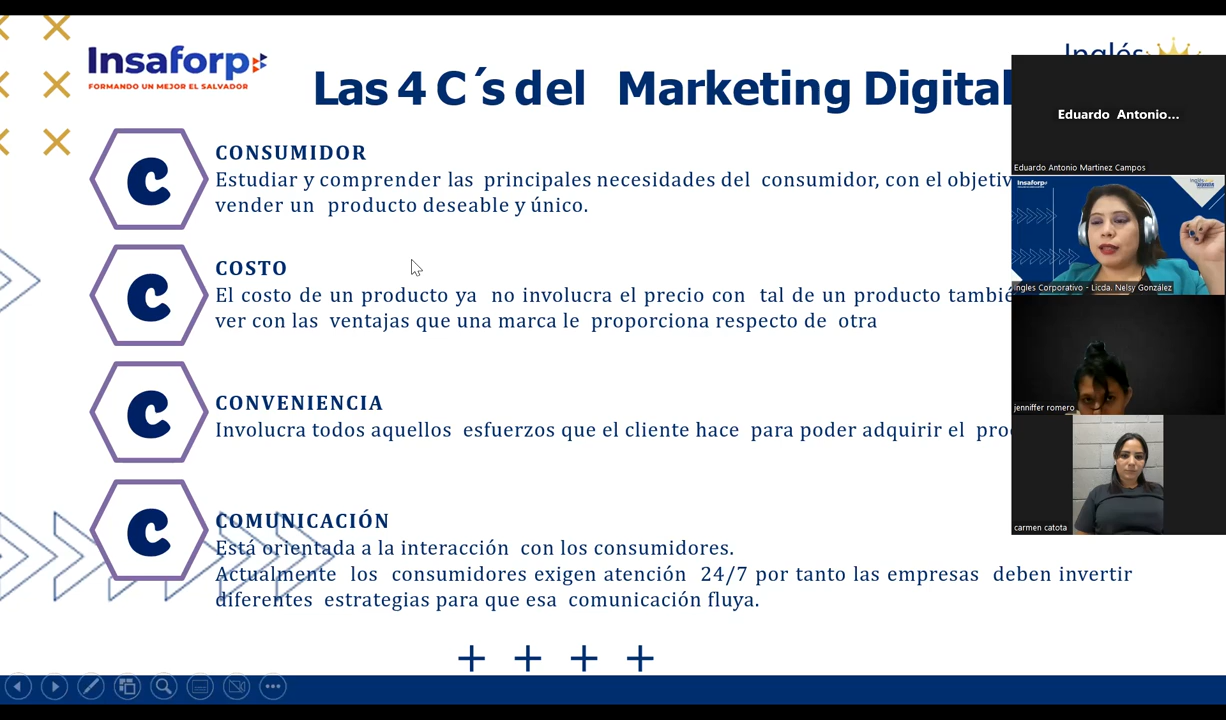 Insaforp
FORMANDO UN MEJOR EL SALVADOR
Inglés
Las 4 C´s del Marketing Digital
C
CONSUMIDOR
Estudiar y comprender las principales necesidades del consumidor, con el objetiv
vender un producto deseable y único.
C
COSTO
El costo de un producto ya no involucra el precio con tal de un producto tambié
ver con las ventajas que una marca le proporciona respecto de otra
C
CONVENIENCIA
Involucra todos aquellos esfuerzos que el cliente hace para poder adquirir el pro
C
COMUNICACIÓN
Está orientada a la interacción con los consumidores.
Actualmente los consumidores exigen atención 24/7 por tanto las empresas deben invertir
diferentes estrategias para que esa comunicación fluya.
Eduardo Antonio...
Eduardo Antonio Martinez Campos
Insaforp
Ingles Corporativo - Licda. Nelsy González
jenniffer romero
carmen catota